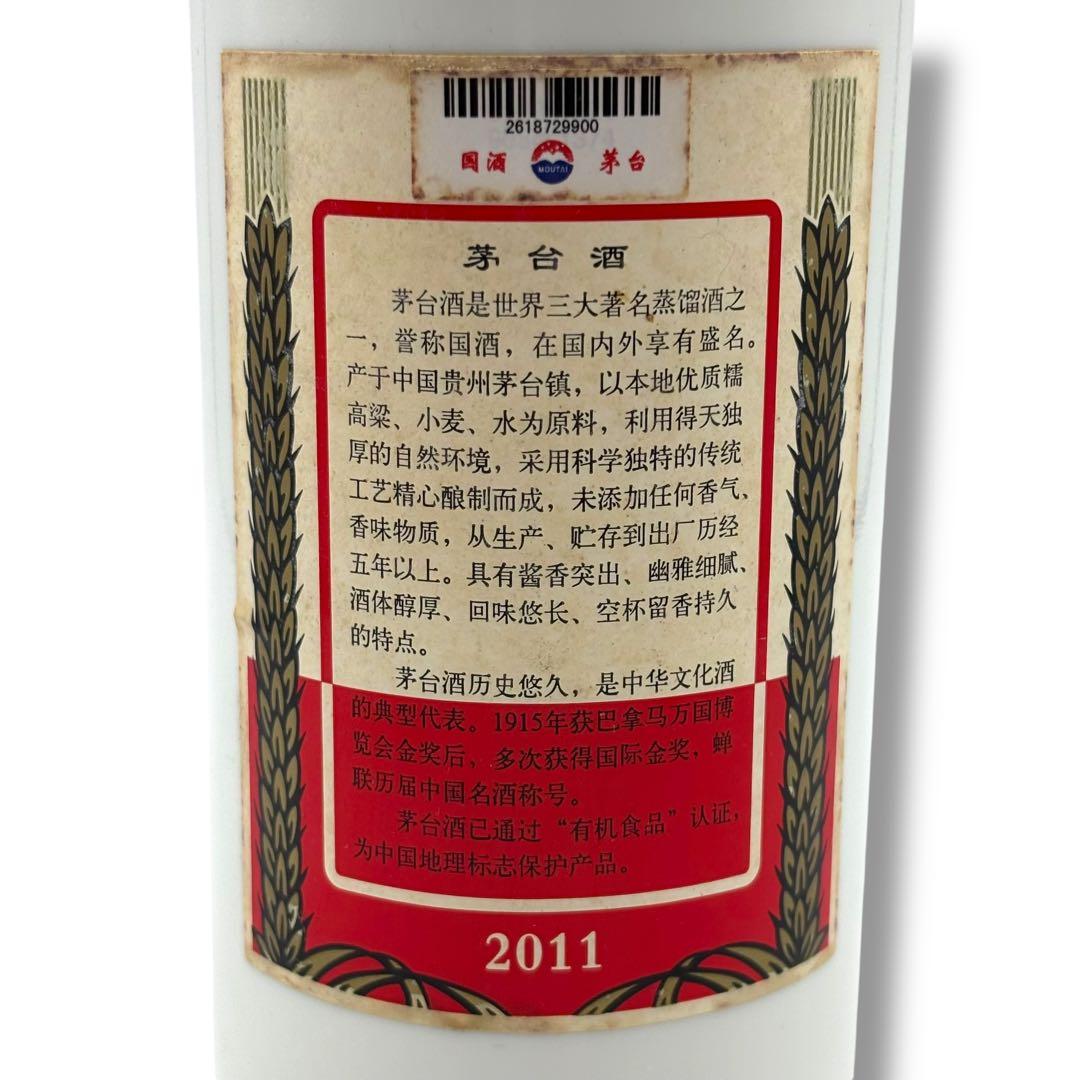 2618729900
国酒 MOUTAI 茅台
茅台酒
茅台酒是世界三大著名蒸馏酒之
一，誉称国酒，在国内外享有盛名。
产于中国贵州茅台镇，以本地优质糯
高粱、小麦、水为原料，利用得天独
厚的自然环境，采用科学独特的传统
工艺精心酿制而成，未添加任何香气、
香味物质，从生产、贮存到出厂历经
五年以上。具有酱香突出、幽雅细腻、
酒体醇厚、回味悠长、空杯留香持久
的特点。
茅台酒历史悠久，是中华文化酒
的典型代表。1915年获巴拿马万国博
览会金奖后，多次获得国际金奖，蝉
联历届中国名酒称号。
茅台酒已通过“有机食品”认证，
为中国地理标志保护产品。
2011